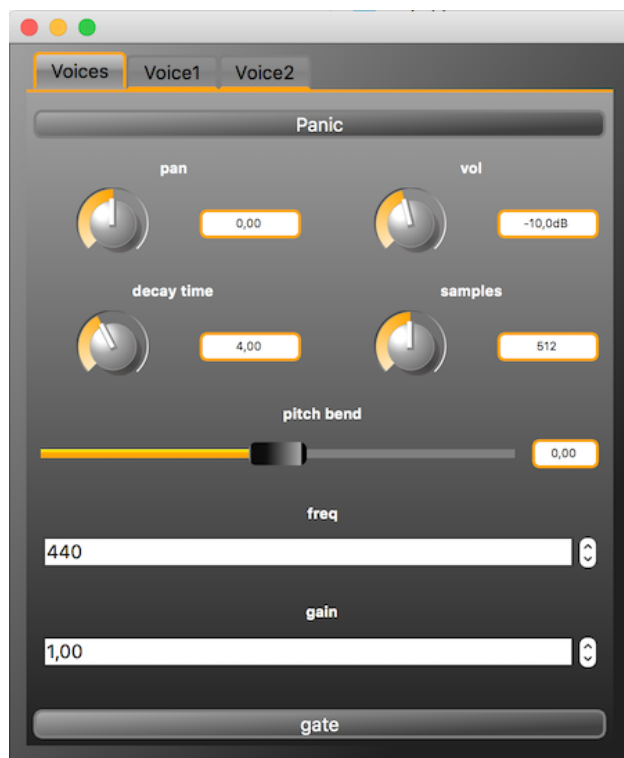 Voices Voice1 Voice2
Panic
pan vol
0,00 -10,0dB
decay time samples
4,00 512
pitch bend
0,00
freq
440
gain
1,00
gate